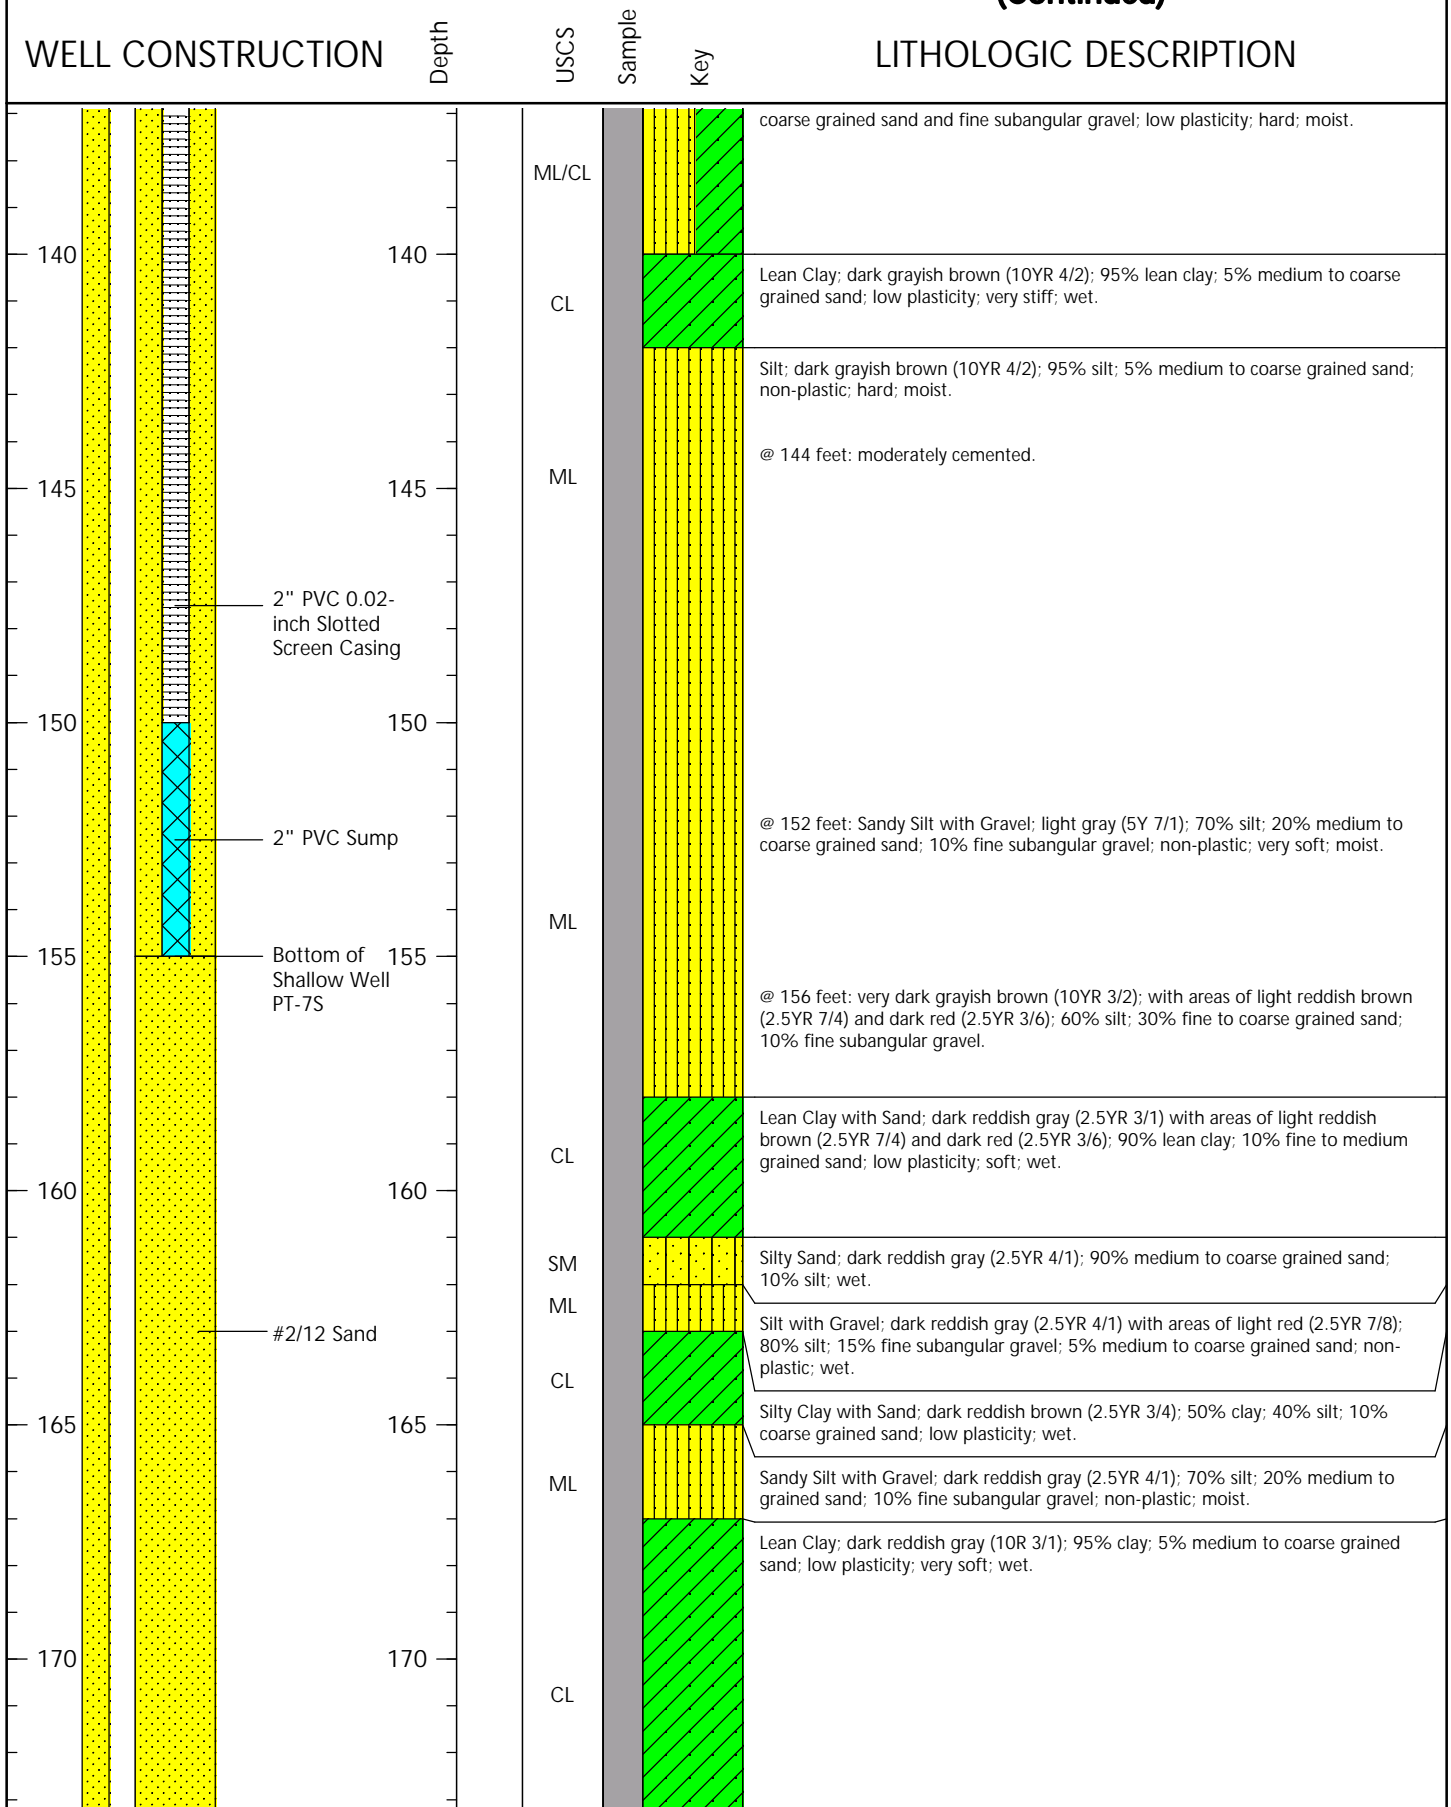 (Continued)
WELL CONSTRUCTION
Depth
USCS
Sample
Key
LITHOLOGIC DESCRIPTION
coarse grained sand and fine subangular gravel; low plasticity; hard; moist.
ML/CL
140
140
Lean Clay; dark grayish brown (10YR 4/2); 95% lean clay; 5% medium to coarse
grained sand; low plasticity; very stiff; wet.
CL
Silt; dark grayish brown (10YR 4/2); 95% silt; 5% medium to coarse grained sand;
non-plastic; hard; moist.
@ 144 feet: moderately cemented.
ML
145
145
2" PVC 0.02-
inch Slotted
Screen Casing
150
150
@ 152 feet: Sandy Silt with Gravel; light gray (5Y 7/1); 70% silt; 20% medium to
coarse grained sand; 10% fine subangular gravel; non-plastic; very soft; moist.
2" PVC Sump
ML
155
Bottom of
Shallow Well
PT-7S
155
@ 156 feet: very dark grayish brown (10YR 3/2); with areas of light reddish brown
(2.5YR 7/4) and dark red (2.5YR 3/6); 60% silt; 30% fine to coarse grained sand;
10% fine subangular gravel.
Lean Clay with Sand; dark reddish gray (2.5YR 3/1) with areas of light reddish
brown (2.5YR 7/4) and dark red (2.5YR 3/6); 90% lean clay; 10% fine to medium
grained sand; low plasticity; soft; wet.
CL
160
160
SM
Silty Sand; dark reddish gray (2.5YR 4/1); 90% medium to coarse grained sand;
10% silt; wet.
ML
#2/12 Sand
Silt with Gravel; dark reddish gray (2.5YR 4/1) with areas of light red (2.5YR 7/8);
80% silt; 15% fine subangular gravel; 5% medium to coarse grained sand; non-
plastic; wet.
CL
Silty Clay with Sand; dark reddish brown (2.5YR 3/4); 50% clay; 40% silt; 10%
coarse grained sand; low plasticity; wet.
165
165
ML
Sandy Silt with Gravel; dark reddish gray (2.5YR 4/1); 70% silt; 20% medium to
grained sand; 10% fine subangular gravel; non-plastic; moist.
Lean Clay; dark reddish gray (10R 3/1); 95% clay; 5% medium to coarse grained
sand; low plasticity; very soft; wet.
170
170
CL